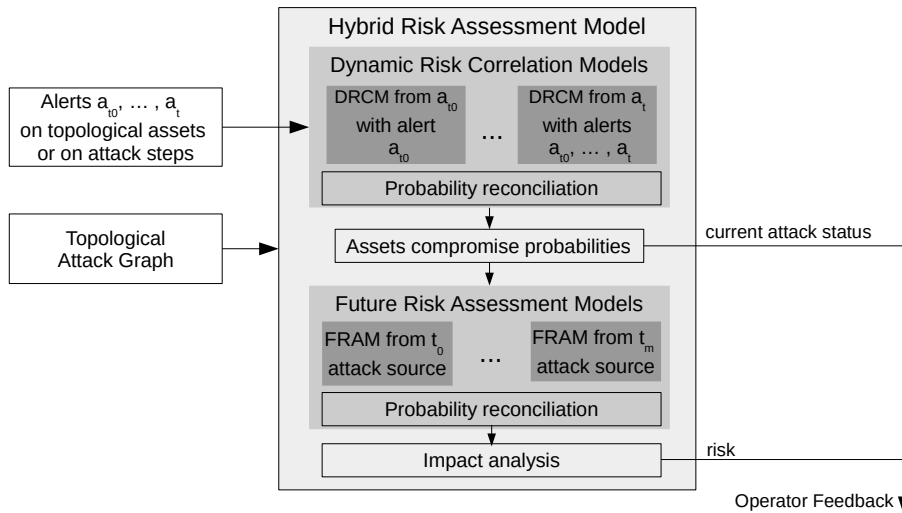 Hybrid Risk Assessment Model
Dynamic Risk Correlation Models
Alerts a_t0, … , a_t
on topological assets
or on attack steps
DRCM from a_t0
with alert
a_t0
…
DRCM from a_t
with alerts
a_t0, … , a_t
Probability reconciliation
Topological
Attack Graph
Assets compromise probabilities
current attack status
Future Risk Assessment Models
FRAM from t_0
attack source
…
FRAM from t_m
attack source
Probability reconciliation
Impact analysis
risk
Operator Feedback